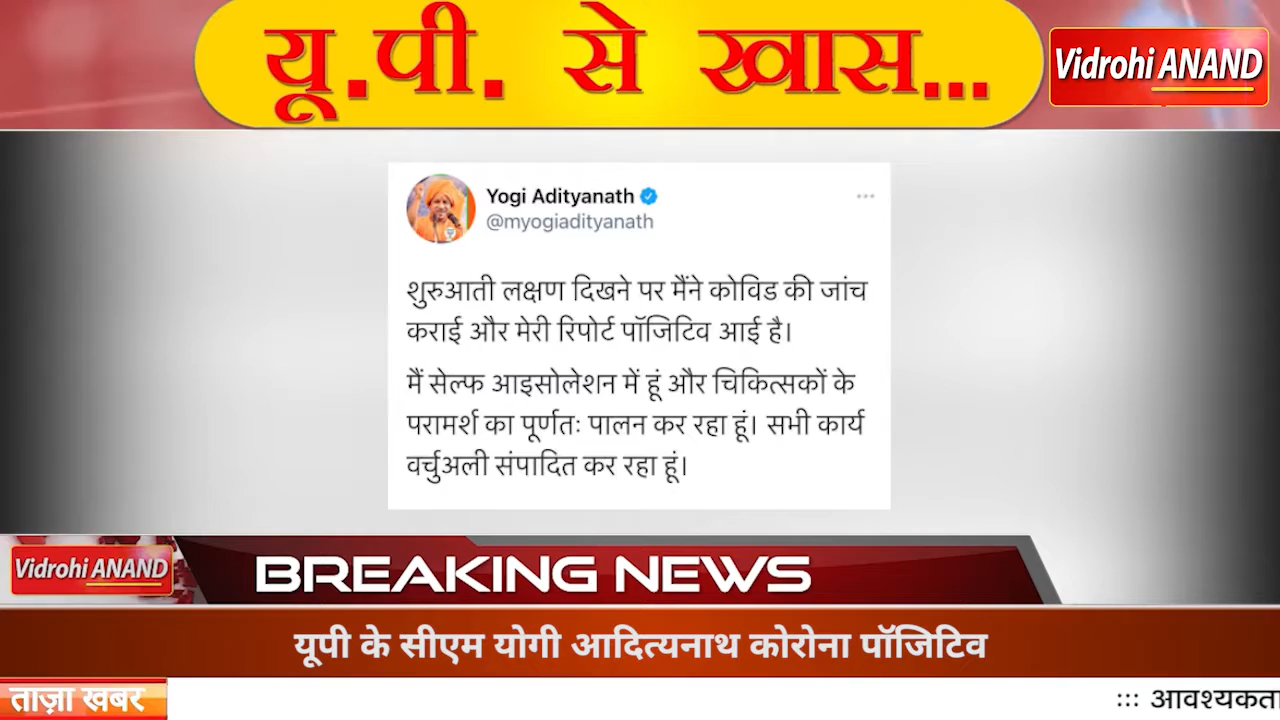 यू.पी. से खास...
Vidrohi ANAND
Yogi Adityanath
@myogiadityanath
शुरुआती लक्षण दिखने पर मैंने कोविड की जांच
कराई और मेरी रिपोर्ट पॉजिटिव आई है।
मैं सेल्फ आइसोलेशन में हूं और चिकित्सकों के
परामर्श का पूर्णतः पालन कर रहा हूं। सभी कार्य
वर्चुअली संपादित कर रहा हूं।
Vidrohi ANAND
BREAKING NEWS
यूपी के सीएम योगी आदित्यनाथ कोरोना पॉजिटिव
ताज़ा खबर
::: आवश्यकता